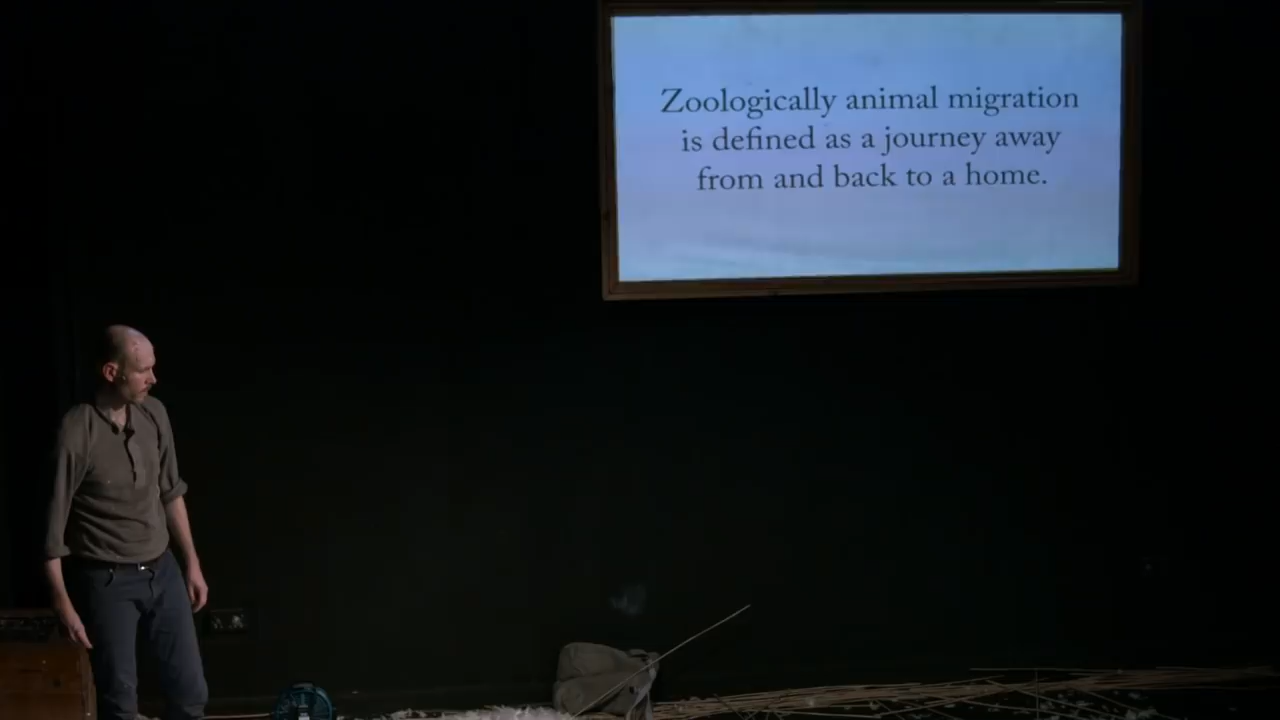 Zoologically animal migration
is defined as a journey away
from and back to a home.